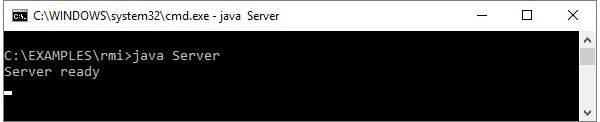 C:\WINDOWS\system32\cmd.exe - java  Server
C:\EXAMPLES\rmi>java Server
Server ready